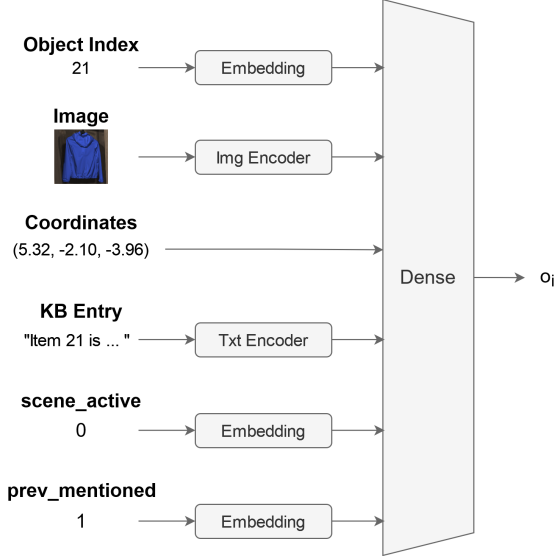 Object Index
21
Embedding
Image
Img Encoder
Coordinates
(5.32, -2.10, -3.96)
Dense
oi
KB Entry
"Item 21 is ... "
Txt Encoder
scene_active
0
Embedding
prev_mentioned
1
Embedding